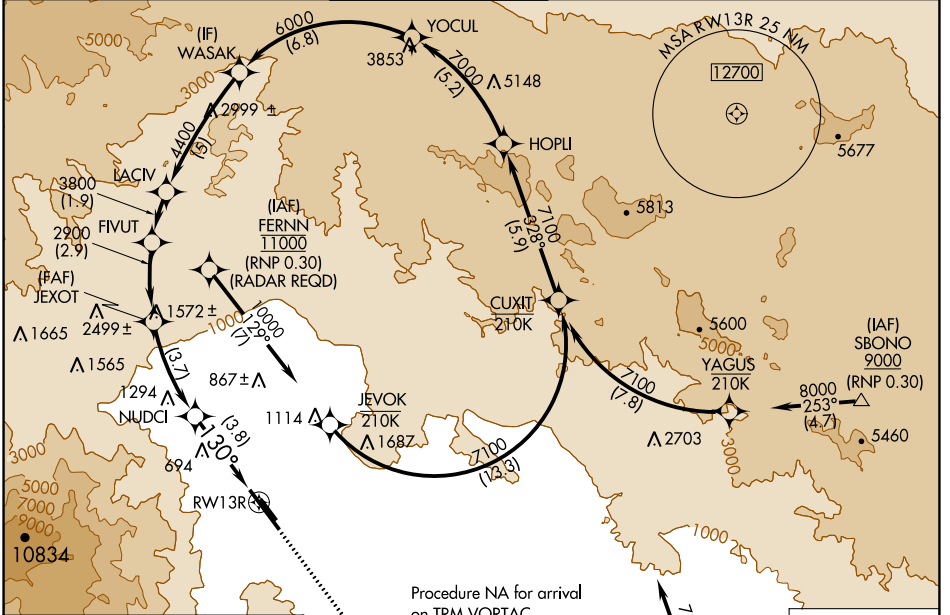 5000
(IF)
WASAK
6000
(6.8)
YOCUL
3853
7000
(5.2)
5148
MSA RW13R 25 NM
12700
5677
3000
2999 ±
4400
(5)
HOPLI
LACIV
3800
(1.9)
FIVUT
2900
(2.9)
(FAF)
JEXOT
(IAF)
FERNN
11000
(RNP 0.30)
(RADAR REQD)
7100
328°
(5.9)
5813
CUXIT
210K
5600
5000
(IAF)
SBONO
9000
(RNP 0.30)
YAGUS
210K
1572 ±
2499 ±
1000
1665
1565
(3.7)
10000
129°
(7)
867 ±
7100
(7.8)
8000
253°
(4.7)
1294
NUDCI
(3.8)
130°
694
1114
JEVOK
210K
1687
7100
(13.3)
2703
3000
5460
3000
5000
7000
9000
10834
RW13R
1000
Procedure NA for arrival
on TRM VORTAC
7